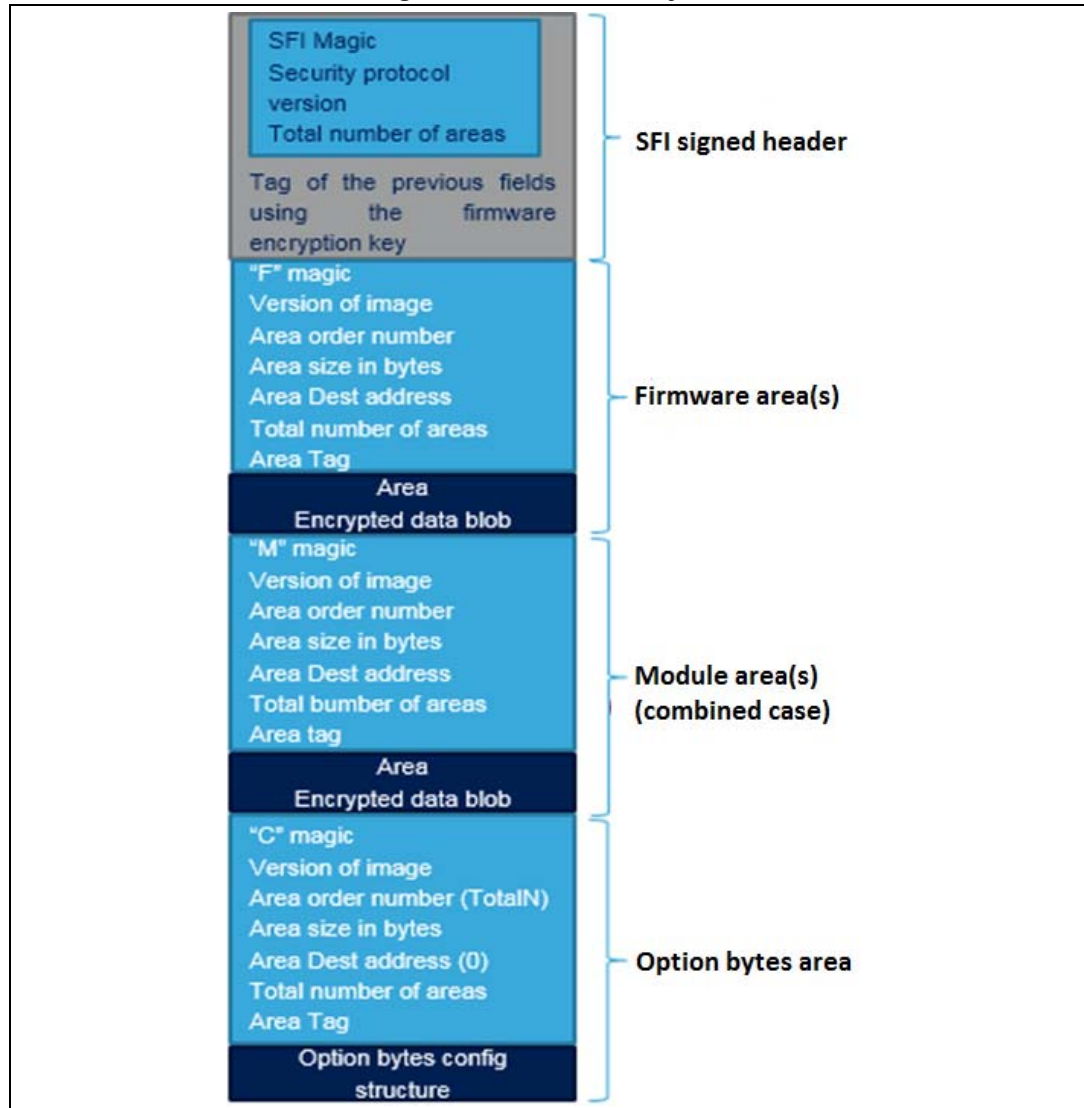 SFI Magic
Security protocol
version
Total number of areas
Tag of the previous fields
using the firmware
encryption key
SFI signed header
"F" magic
Version of image
Area order number
Area size in bytes
Area Dest address
Total number of areas
Area Tag
Area
Encrypted data blob
Firmware area(s)
"M" magic
Version of image
Area order number
Area size in bytes
Area Dest address
Total bumber of areas
Area tag
Area
Encrypted data blob
Module area(s)
(combined case)
"C" magic
Version of image
Area order number (TotalN)
Area size in bytes
Area Dest address (0)
Total number of areas
Area Tag
Option bytes config
structure
Option bytes area